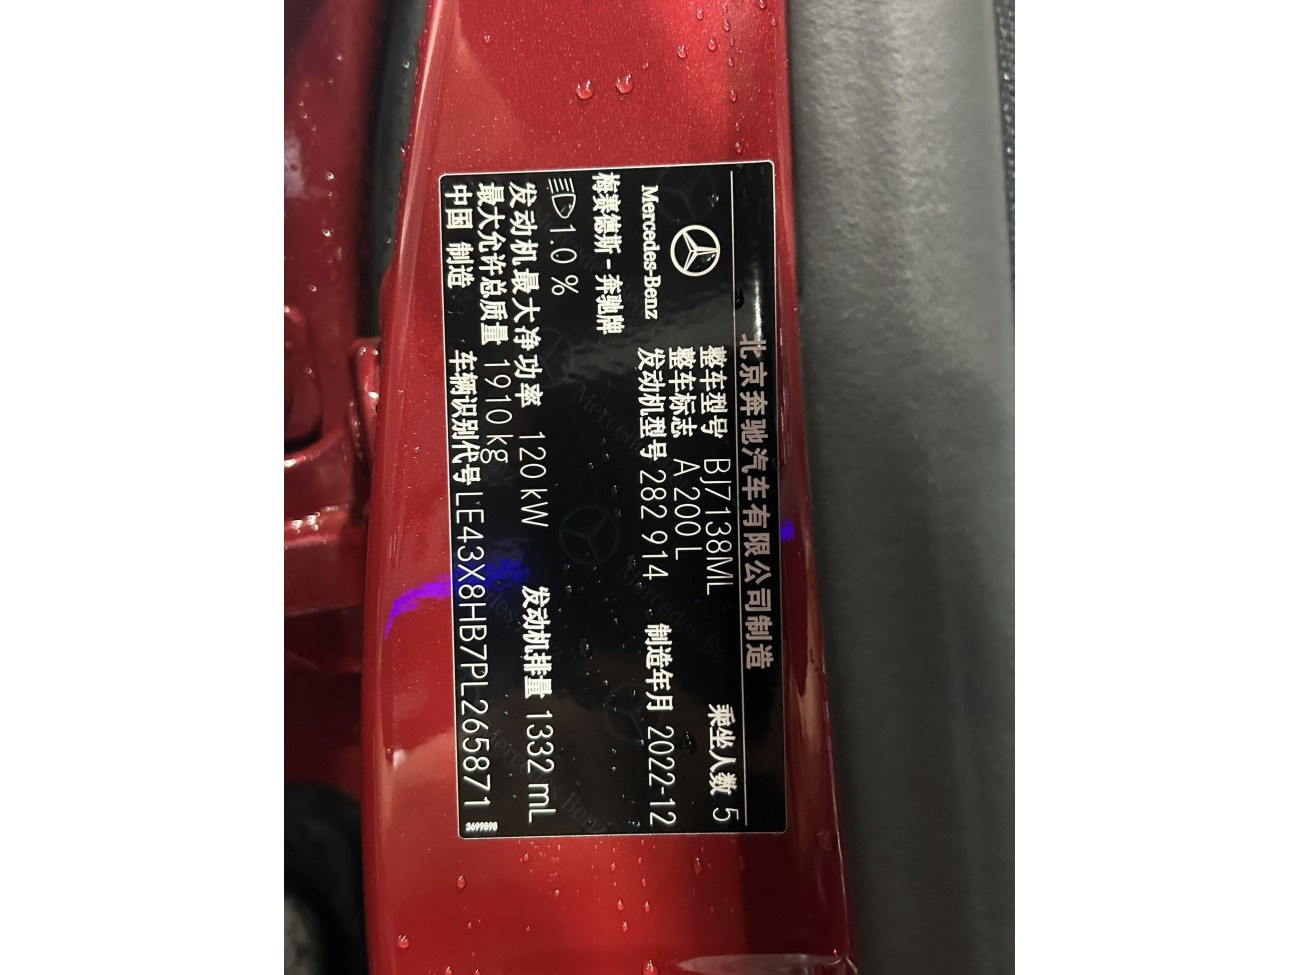 北京奔驰汽车有限公司制造
Mercedes-Benz
梅赛德斯-奔驰牌
整车型号 BJ7138ML 乘坐人数 5
整车标志 A 200 L
发动机型号 282 914 制造年月 2022-12
1.0 %
发动机最大净功率 120 kW 发动机排量 1332 mL
最大允许总质量 1910 kg
中国 制造 车辆识别代号 LE43X8HB7PL265871
3699898